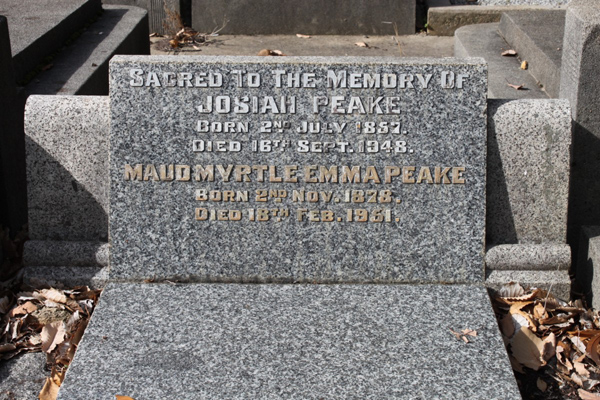 SACRED TO THE MEMORY OF
JOSIAH PEAKE
BORN 2ND JULY 1857.
DIED 16TH SEPT. 1948.
MAUD MYRTLE EMMA PEAKE
BORN 2ND NOV. 1878.
DIED 18TH FEB. 1961.